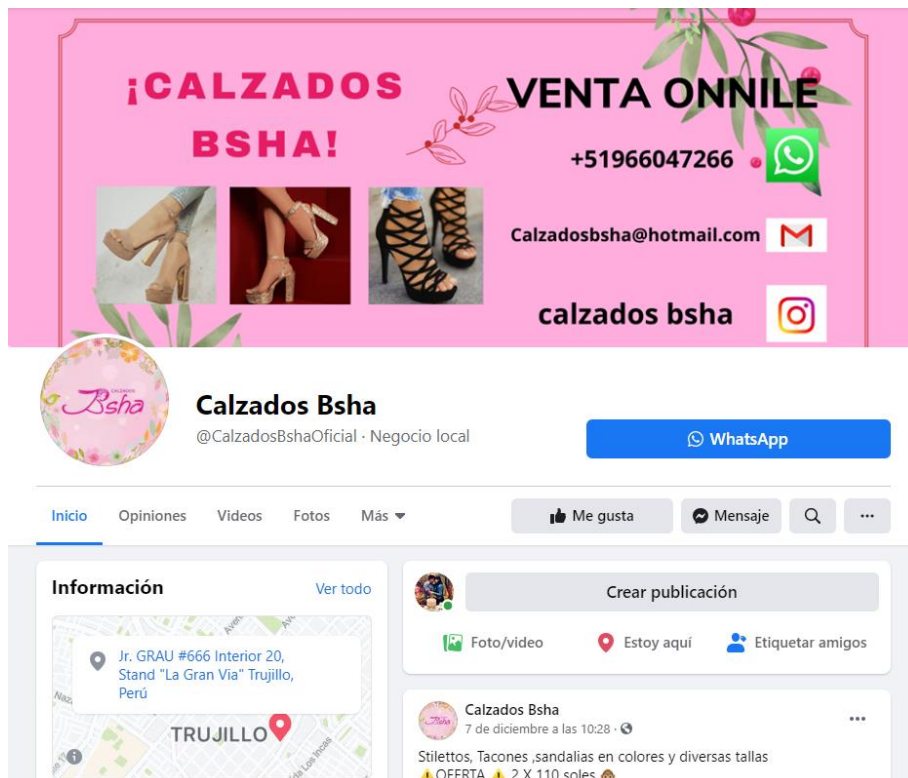 ¡CALZADOS
BSHA!
VENTA ONNILE
+51966047266
Calzadosbsha@hotmail.com
calzados bsha
CALZADOS
Bsha
Calzados Bsha
@CalzadosBshaOficial · Negocio local
WhatsApp
Inicio Opiniones Videos Fotos Más
Me gusta Mensaje ...
Información Ver todo
Jr. GRAU #666 Interior 20,
Stand "La Gran Via" Trujillo,
Perú
TRUJILLO
Crear publicación
Foto/video Estoy aquí Etiquetar amigos
Calzados Bsha
7 de diciembre a las 10:28 ·
Stilettos, Tacones ,sandalias en colores y diversas tallas
⚠OFERTA ⚠ 2 X 110 soles 🙈